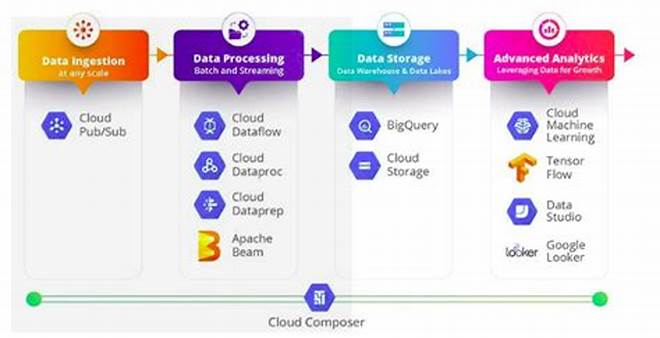 Data Ingestion
at any scale
Data Processing
Batch and Streaming
Data Storage
Data Warehouse & Data Lakes
Advanced Analytics
Leveraging Data for Growth
Cloud
Pub/Sub
Cloud
Dataflow
Cloud
Dataproc
Cloud
Dataprep
Apache
Beam
BigQuery
Cloud
Storage
Cloud
Machine
Learning
Tensor
Flow
Data
Studio
looker
Google
Looker
Cloud Composer